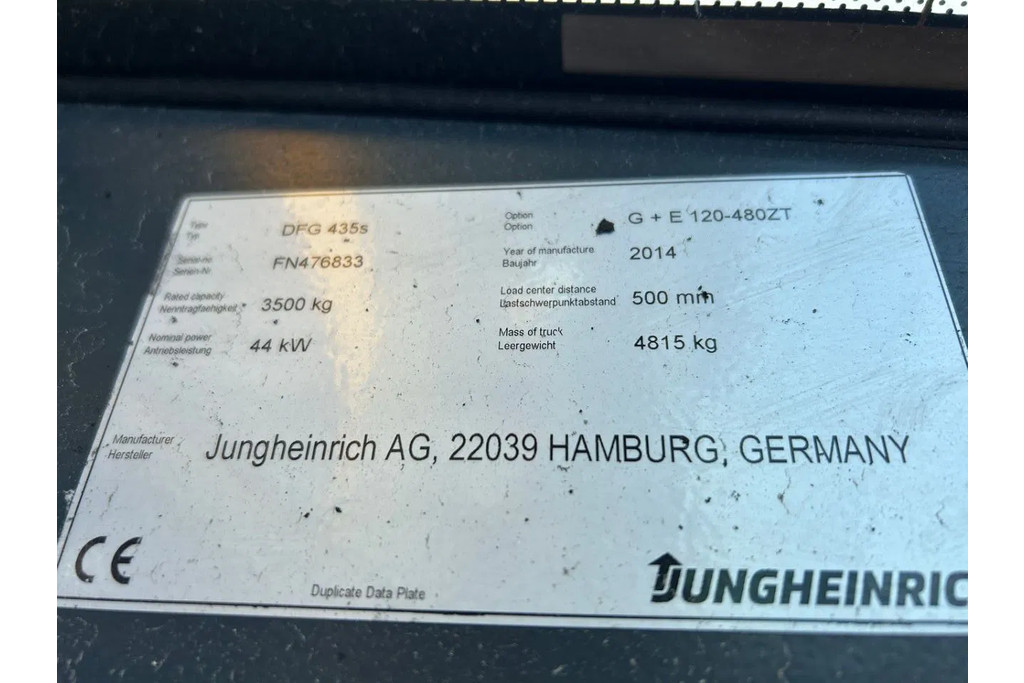 Type
Typ
DFG 435s
Option
Option
G + E 120-480ZT
Serial-nr.
Serien-Nr.
FN476833
Year of manufacture
Baujahr
2014
Rated capacity
Nenntragfaehigkeit
3500 kg
Load center distance
Lastschwerpunktabstand
500 mm
Nominal power
Antriebsleistung
44 kW
Mass of truck
Leergewicht
4815 kg
Manufacturer
Hersteller
Jungheinrich AG, 22039 HAMBURG, GERMANY
CE
Duplicate Data Plate
JUNGHEINRIC